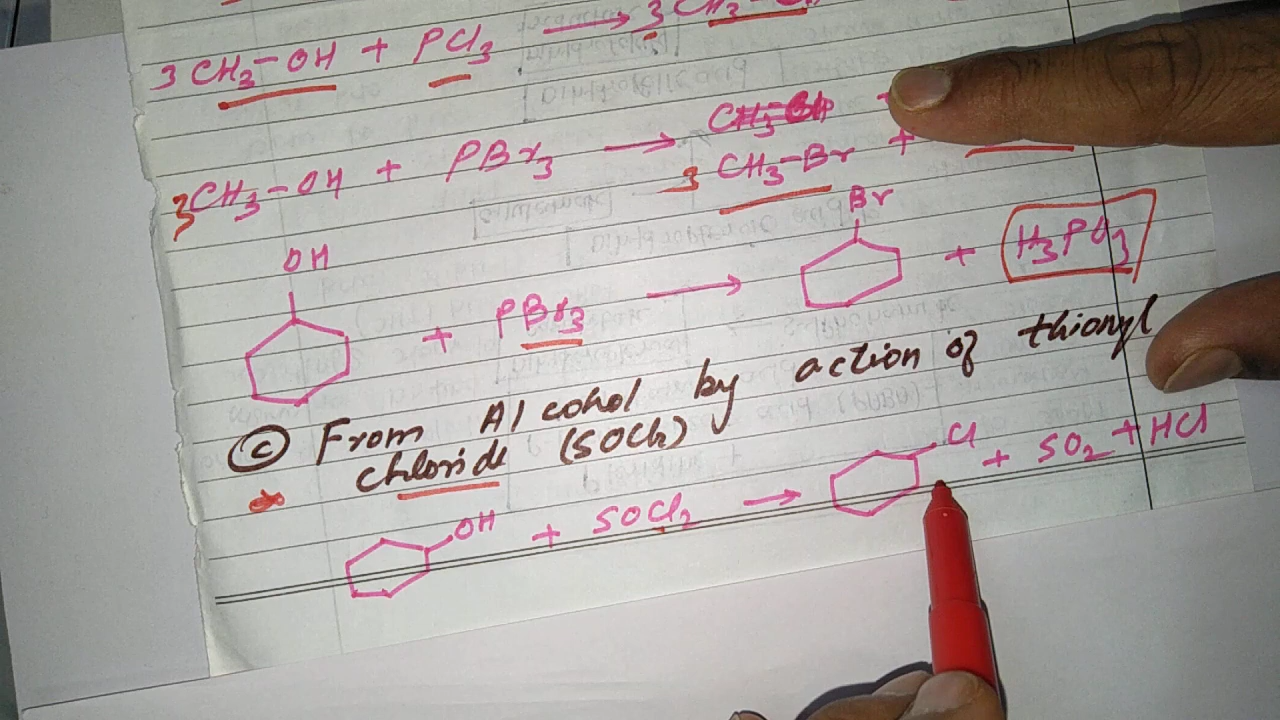 3 CH3-OH + PCl3 → 3 CH3-
3CH3-OH + PBr3 → 3 CH3-Br +
OH + PBr3 → Br + H3PO3
(C) From Alcohol by action of thionyl
chloride (SOCl2)
OH + SOCl2 → Cl + SO2 + HCl